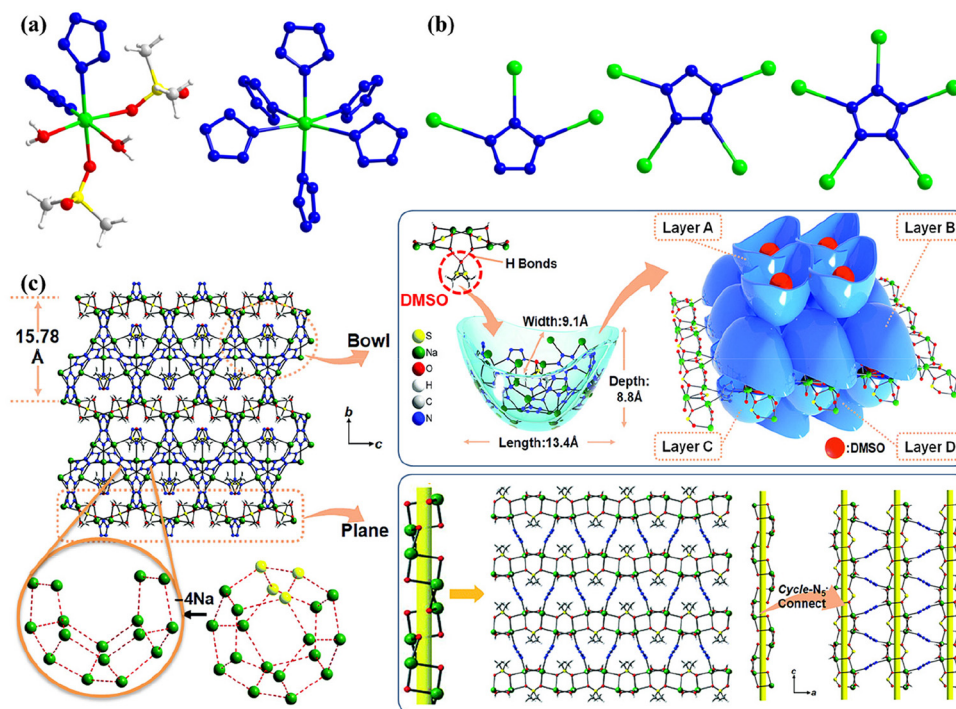 (a)
(b)
(c)
15.78
Å
Bowl
b
c
Plane
4Na
H Bonds
DMSO
S
Na
O
H
C
N
Width:9.1Å
Depth:
8.8Å
Length:13.4Å
Layer A
Layer B
Layer C
Layer D
:DMSO
Cycle-N5
Connect
c
a